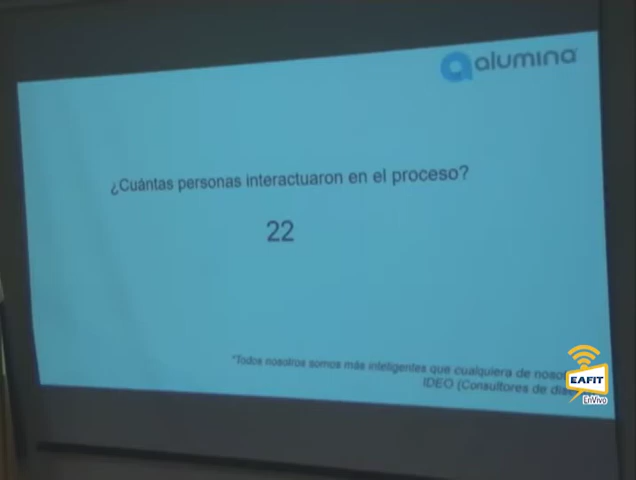 alumina
¿Cuántas personas interactuaron en el proceso?
22
"Todos nosotros somos más inteligentes que cualquiera de
IDEO (Consultores de
EAFIT
EnVivo